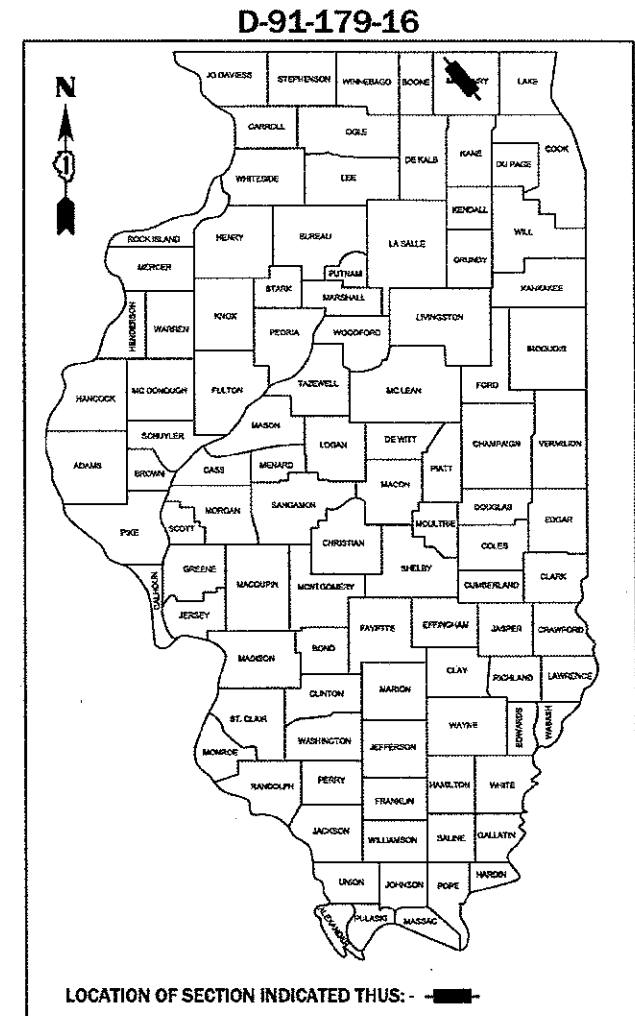 D-91-179-16
JO DAVIESS STEPHENSON WINNEBAGO BOONE LAKE
N
CARROLL OGLE DE KALB KANE DU PAGE COOK
WHITESIDE LEE
KENDALL
ROCK ISLAND HENRY BUREAU LA SALLE WILL
MERCER PUTNAM GRUNDY
STARK MARSHALL KANKAKEE
HENDERSON WARREN KNOX PEORIA WOODFORD LIVINGSTON IROQUOIS
HANCOCK MC DONOUGH FULTON TAZEWELL MC LEAN FORD
MASON
SCHUYLER LOGAN DE WITT CHAMPAIGN VERMILION
ADAMS BROWN CASS MENARD MACON PIATT
PIKE SCOTT MORGAN SANGAMON MOULTRIE DOUGLAS EDGAR
CHRISTIAN COLES
CALHOUN GREENE MACOUPIN MONTGOMERY SHELBY CUMBERLAND CLARK
JERSEY
FAYETTE EFFINGHAM JASPER CRAWFORD
MADISON BOND
CLAY RICHLAND LAWRENCE
CLINTON MARION
ST. CLAIR WAYNE EDWARDS WABASH
WASHINGTON JEFFERSON
MONROE
RANDOLPH PERRY HAMILTON WHITE
FRANKLIN
JACKSON WILLIAMSON SALINE GALLATIN
UNION JOHNSON POPE HARDIN
ALEXANDER PULASKI MASSAC
LOCATION OF SECTION INDICATED THUS: -